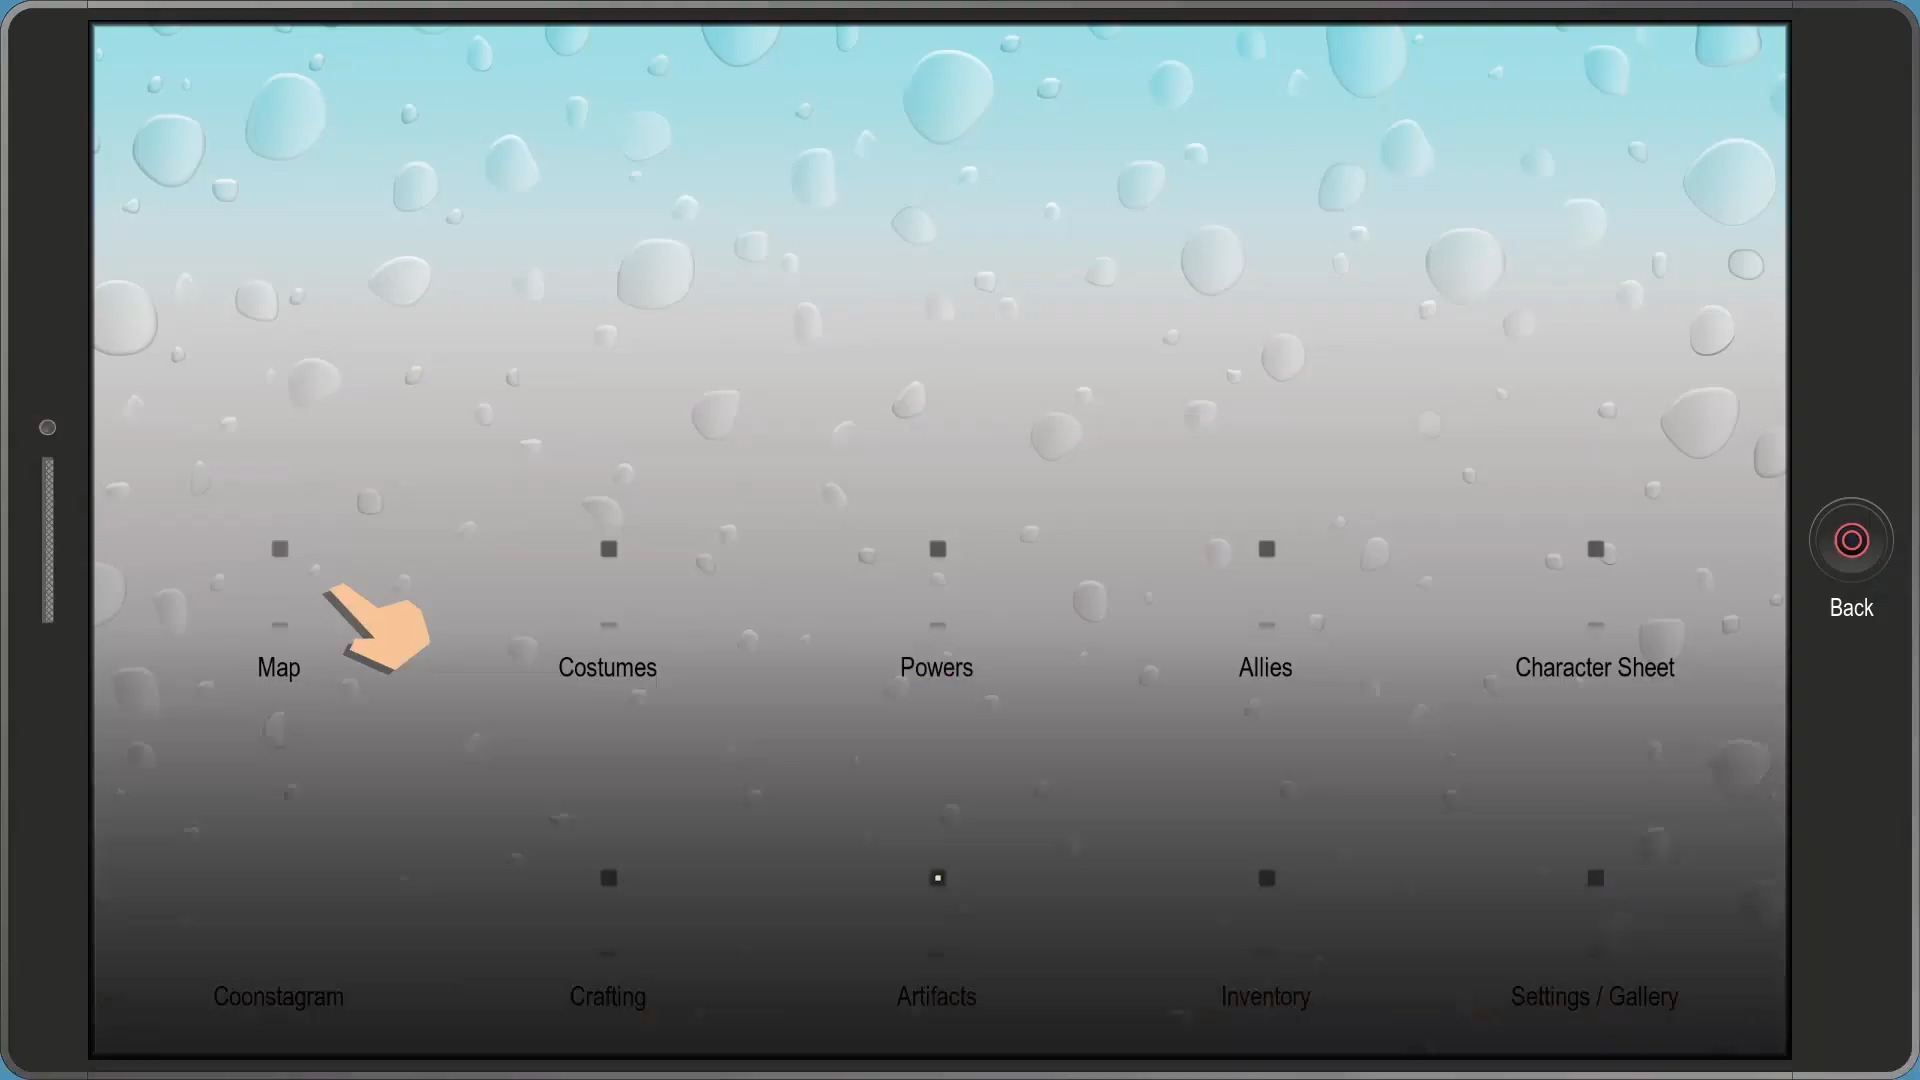 Back
Map
Costumes
Powers
Allies
Character Sheet
Coonstagram
Crafting
Artifacts
Inventory
Settings / Gallery